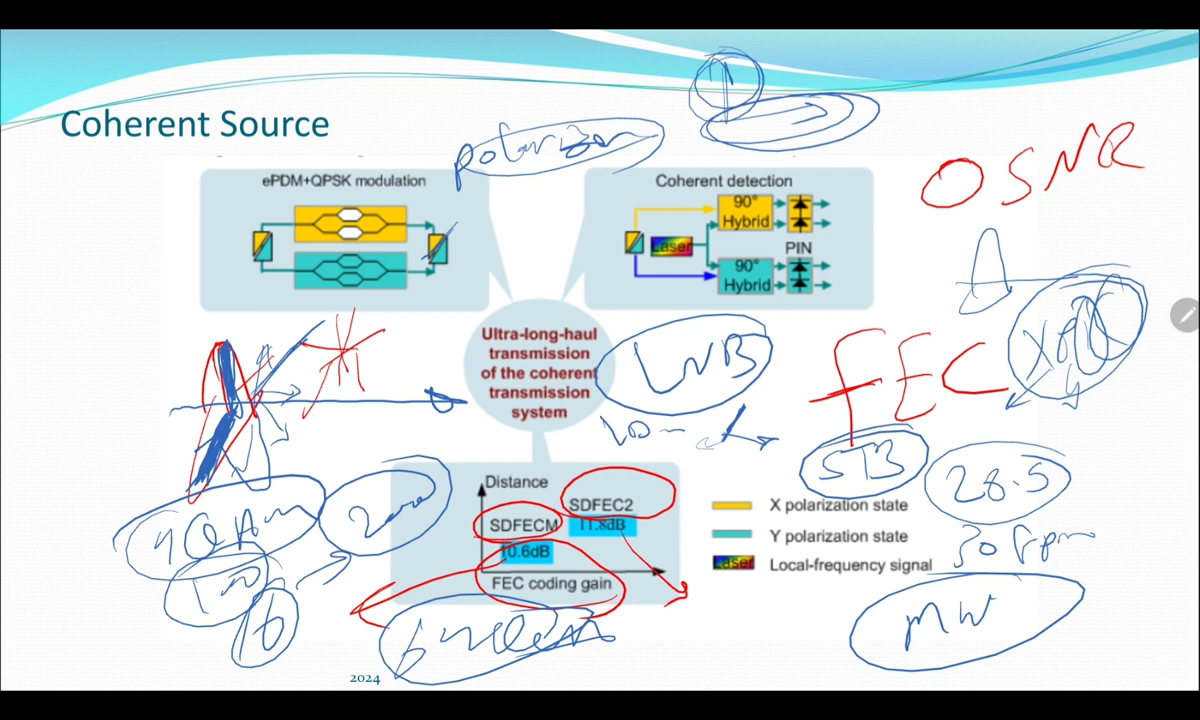 Coherent Source
polarizon
OSNR
ePDM+QPSK modulation
Coherent detection
90°
Hybrid
Laser
PIN
90°
Hybrid
Ultra-long-haul
transmission
of the coherent
transmission
system
FEC
STB
28.5
Distance
SDFEC2
SDFECM
11.8dB
10.6dB
FEC coding gain
X polarization state
Y polarization state
Laser
Local-frequency signal
MW
16
2024